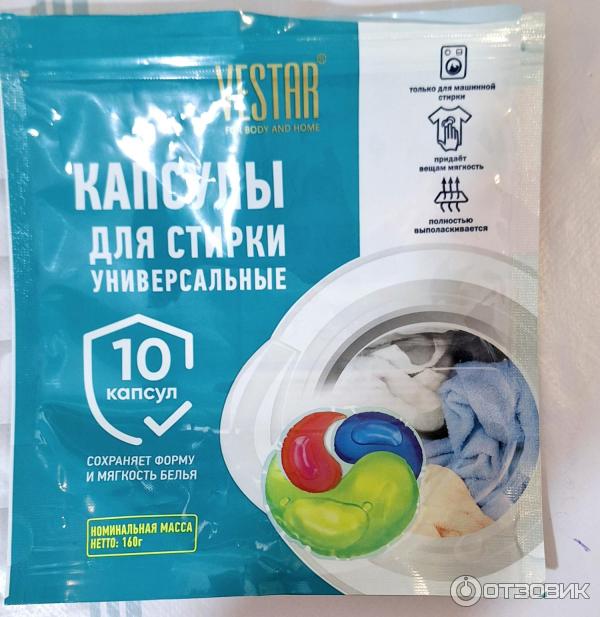 VESTAR®
FOR BODY AND HOME
КАПСУЛЫ
ДЛЯ СТИРКИ
УНИВЕРСАЛЬНЫЕ
10
капсул
СОХРАНЯЕТ ФОРМУ
И МЯГКОСТЬ БЕЛЬЯ
НОМИНАЛЬНАЯ МАССА
НЕТТО: 160г
только для машинной
стирки
придаёт
вещам мягкость
полностью
выполаскивается
ОТЗОВИК